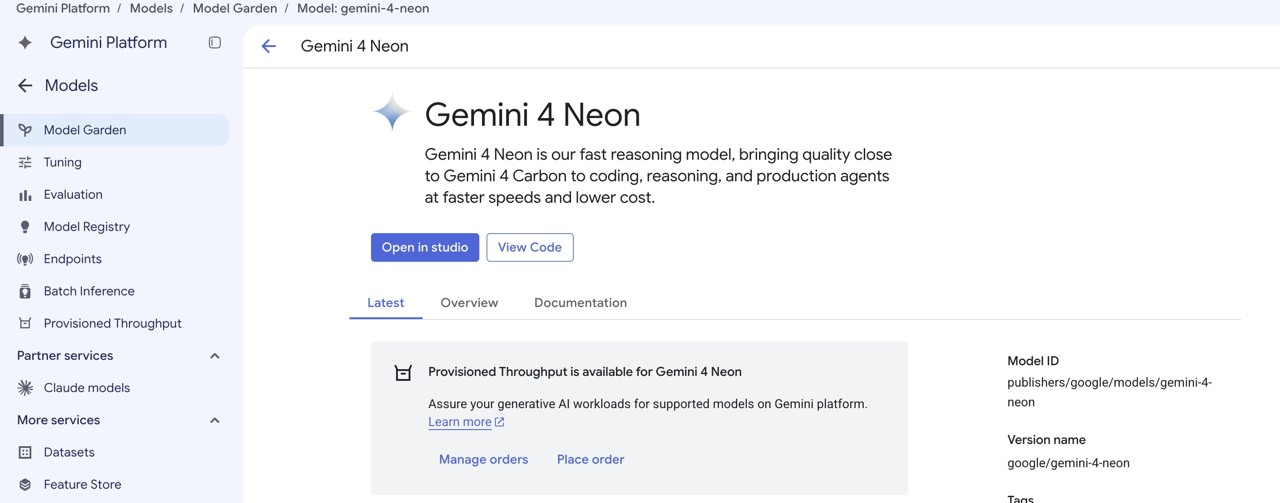 Gemini Platform / Models / Model Garden / Model: gemini-4-neon
Gemini Platform
Models
Model Garden
Tuning
Evaluation
Model Registry
Endpoints
Batch Inference
Provisioned Throughput
Partner services
Claude models
More services
Datasets
Feature Store
Gemini 4 Neon
Gemini 4 Neon
Gemini 4 Neon is our fast reasoning model, bringing quality close
to Gemini 4 Carbon to coding, reasoning, and production agents
at faster speeds and lower cost.
Open in studio View Code
Latest Overview Documentation
Provisioned Throughput is available for Gemini 4 Neon
Assure your generative AI workloads for supported models on Gemini platform.
Learn more
Manage orders Place order
Model ID
publishers/google/models/gemini-4-
neon
Version name
google/gemini-4-neon
Tags